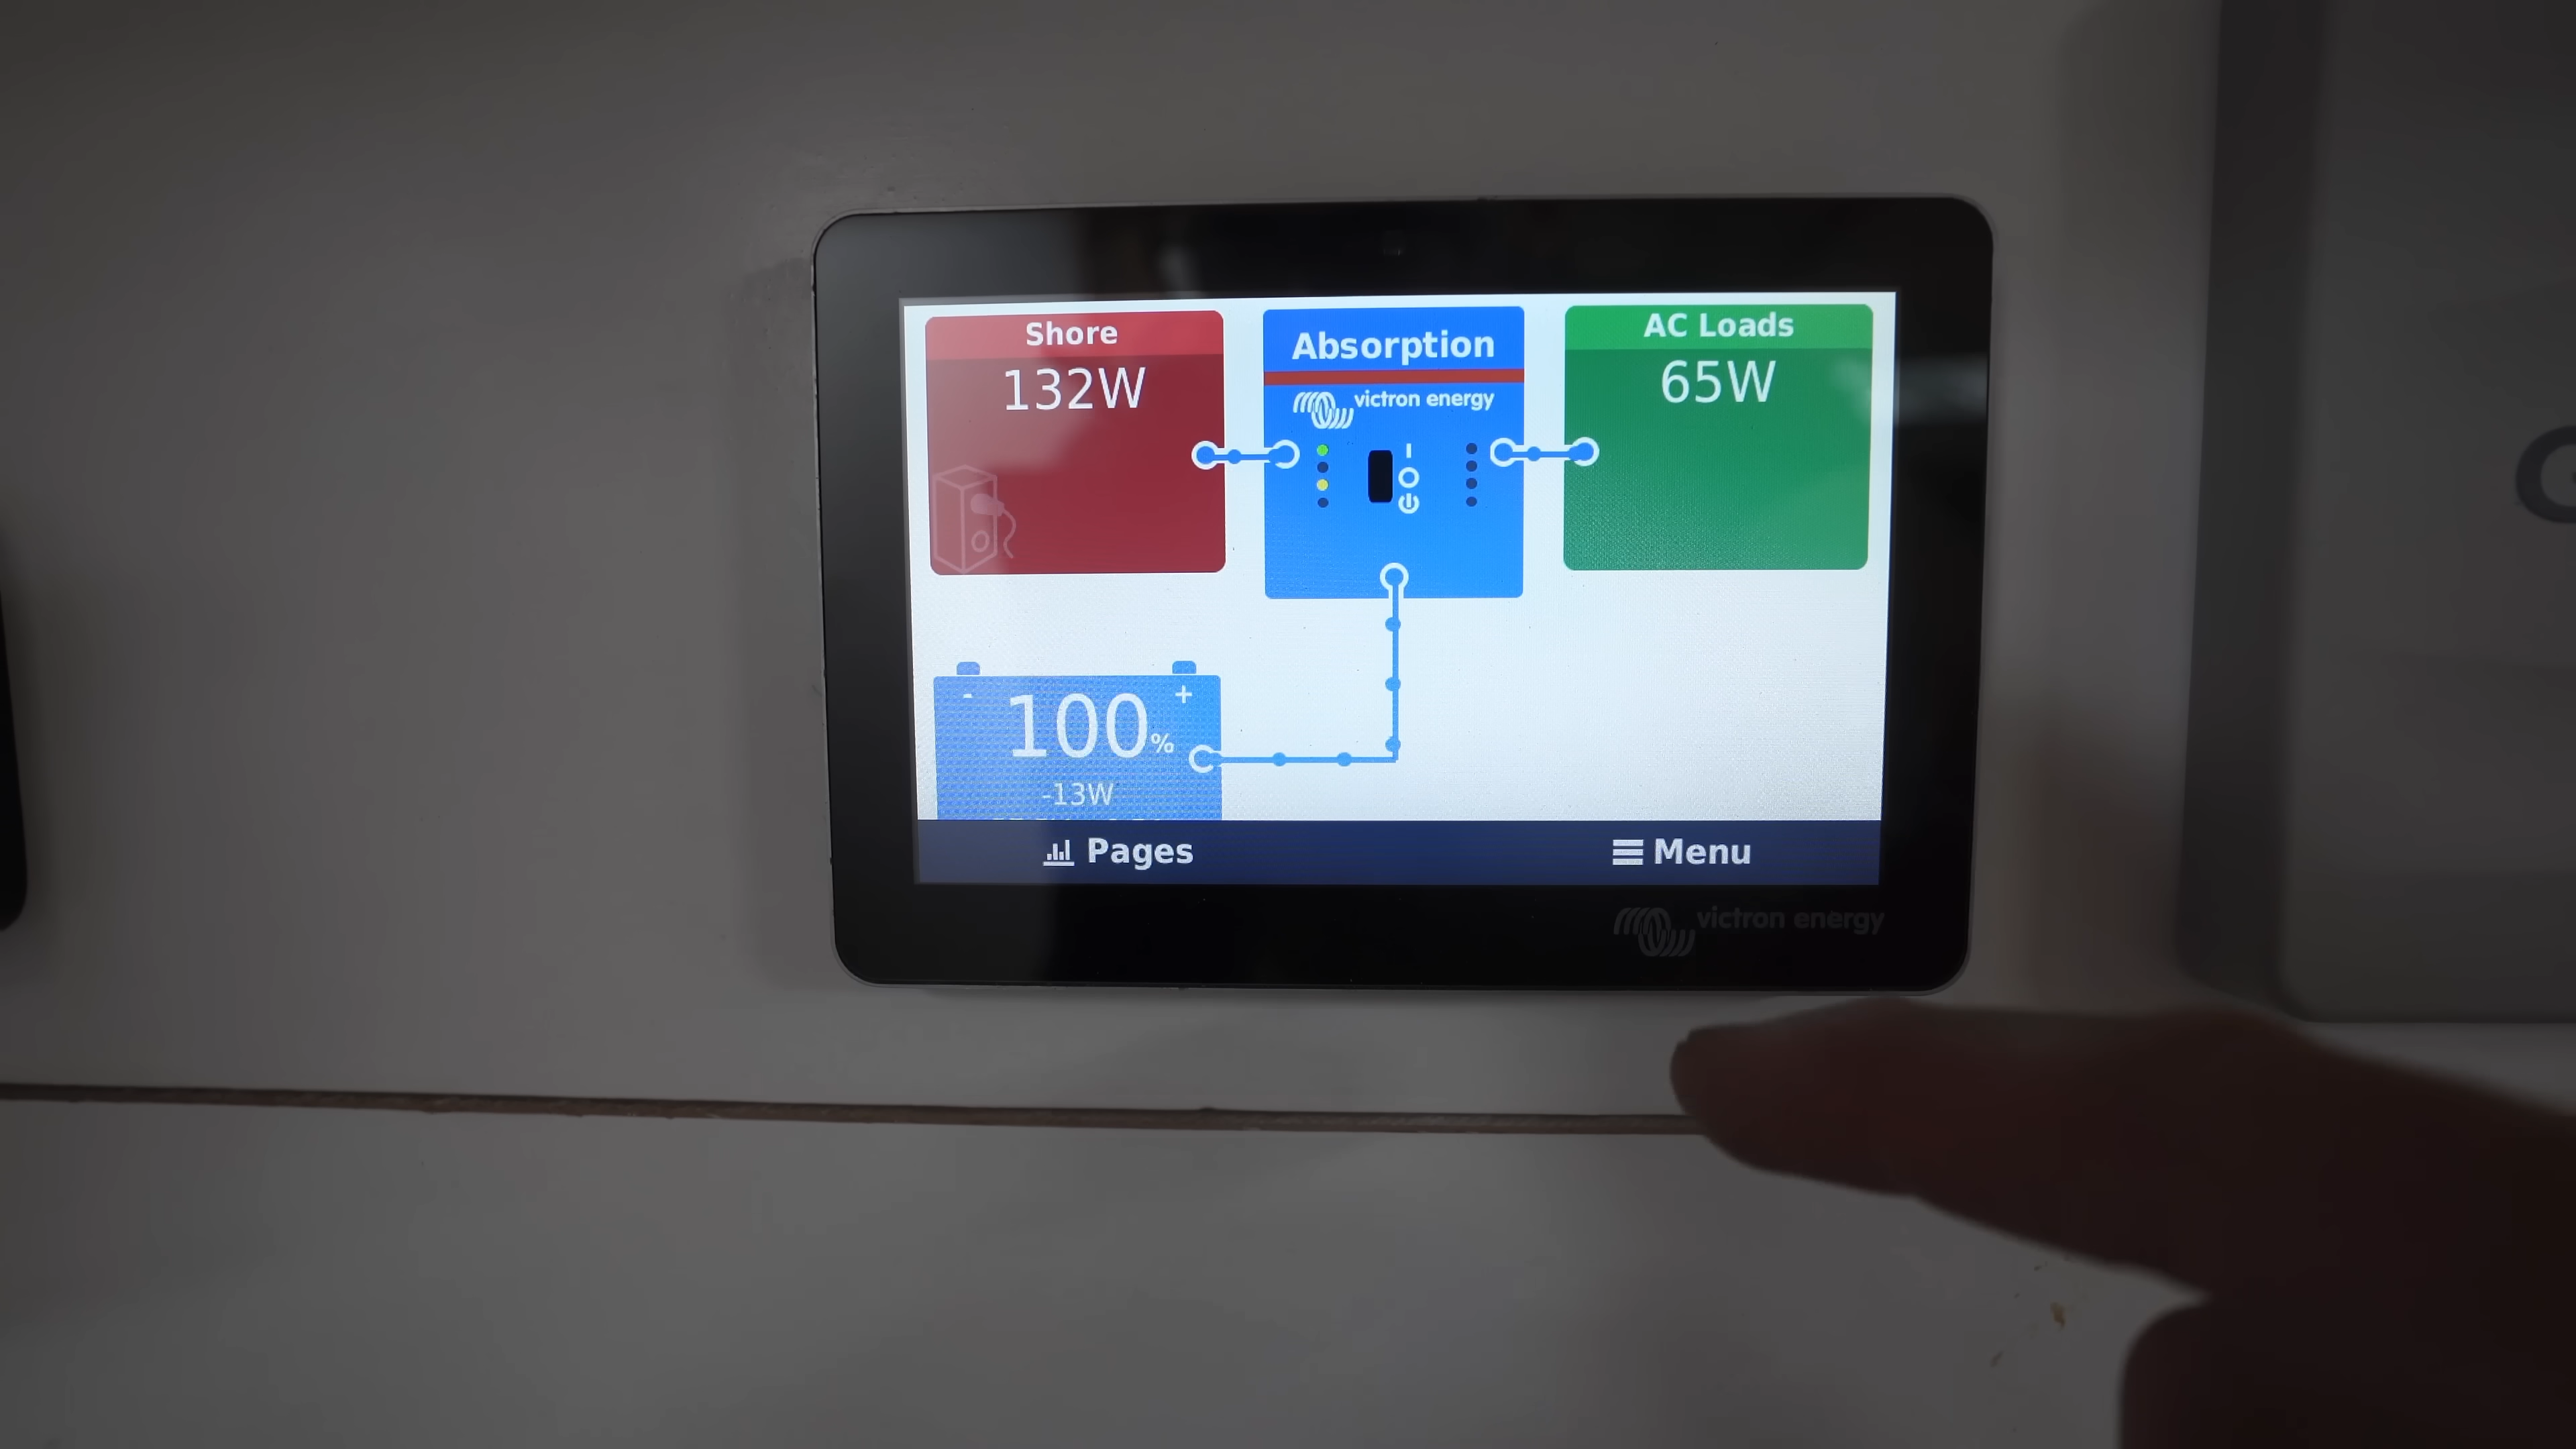 Shore
132W
Absorption
victron energy
AC Loads
65W
- +
100%
-13W
Pages
Menu
victron energy
G